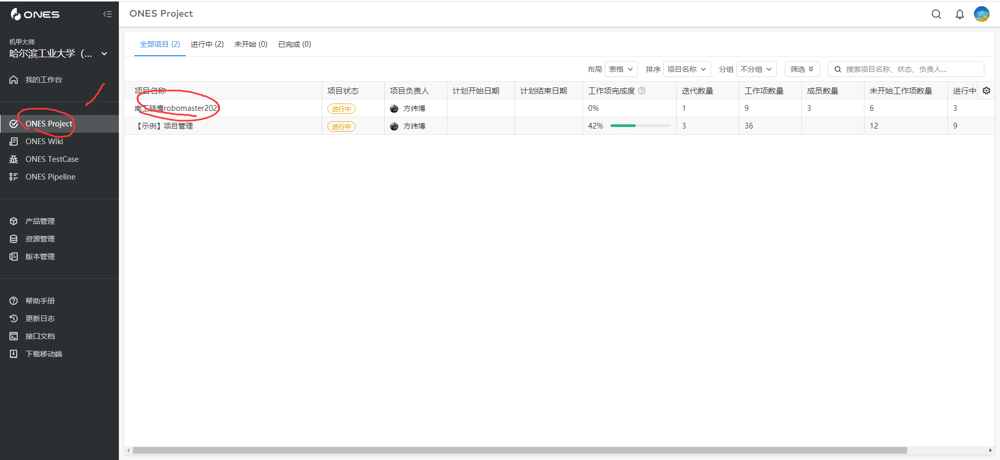 ONES
ONES Project
机甲大师
哈尔滨工业大学（...
我的工作台
ONES Project
ONES Wiki
ONES TestCase
ONES Pipeline
产品管理
资源管理
版本管理
帮助手册
更新日志
接口文档
下载移动端
全部项目 (2) 进行中 (2) 未开始 (0) 已完成 (0)
布局 表格 排序 项目名称 分组 不分组 筛选 搜索项目名称、状态、负责人...
项目名称 项目状态 项目负责人 计划开始日期 计划结束日期 工作项完成度 迭代数量 工作项数量 成员数量 未开始工作项数量 进行中
南工骁鹰robomaster202 进行中 方纬博 0% 1 9 3 6 3
【示例】项目管理 进行中 方纬博 42% 3 36 12 9